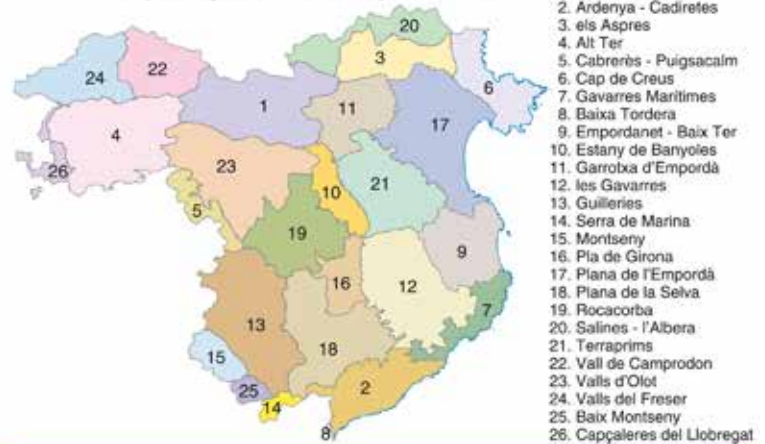 20
2. Ardenya - Cadiretes
3. els Aspres
4. Alt Ter
5. Cabrerès - Puigsacalm
6. Cap de Creus
7. Gavarres Marítimes
8. Baixa Tordera
9. Empordanet - Baix Ter
10. Estany de Banyoles
11. Garrotxa d'Empordà
12. les Gavarres
13. Guilleries
14. Serra de Marina
15. Montseny
16. Pla de Girona
17. Plana de l'Empordà
18. Plana de la Selva
19. Rocacorba
20. Salines - l'Albera
21. Terraprims
22. Vall de Camprodon
23. Valls d'Olot
24. Valls del Freser
25. Baix Montseny
26. Capçaleres del Llobregat
3
22
24
6
1
11
17
4
23
26
10
21
5
19
9
16
12
7
13
15
18
25
2
14
8